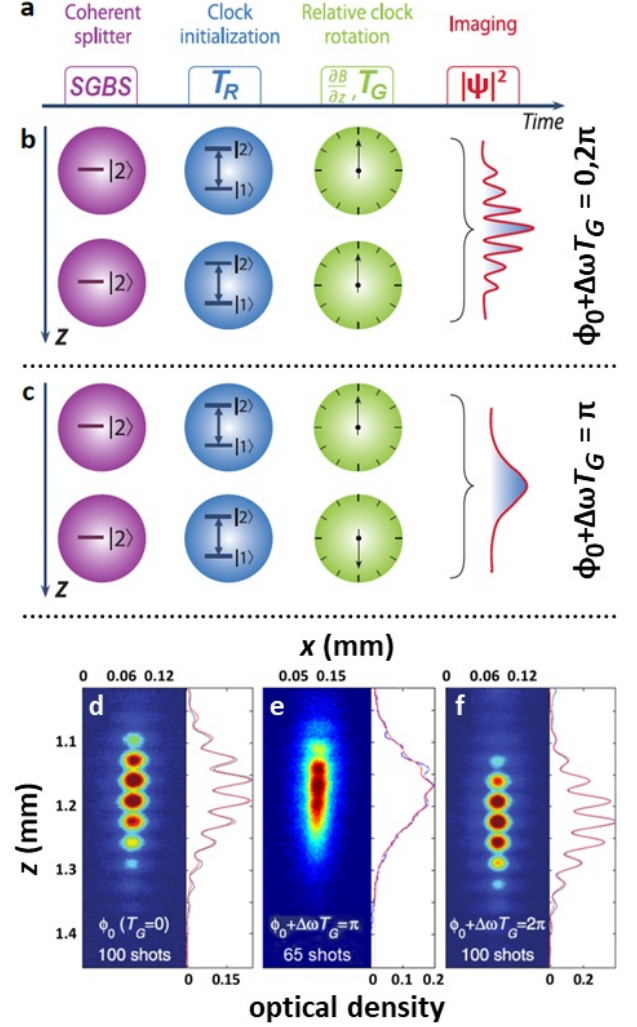 a
Coherent splitter
Clock initialization
Relative clock rotation
Imaging
SGBS
T_R
∂B/∂z, T_G
|Ψ|²
Time
b
|2⟩
|2⟩
|1⟩
|2⟩
|2⟩
|1⟩
z
ϕ₀+ΔωT_G = 0,2π
c
|2⟩
|2⟩
|1⟩
|2⟩
|2⟩
|1⟩
z
ϕ₀+ΔωT_G = π
x (mm)
0 0.06 0.12
0.05 0.15
0 0.06 0.12
d
e
f
z (mm)
1.1
1.2
1.3
1.4
ϕ₀ (T_G=0)
100 shots
ϕ₀+ΔωT_G=π
65 shots
ϕ₀+ΔωT_G=2π
100 shots
0 0.15
0 0.1 0.2
0 0.2
optical density